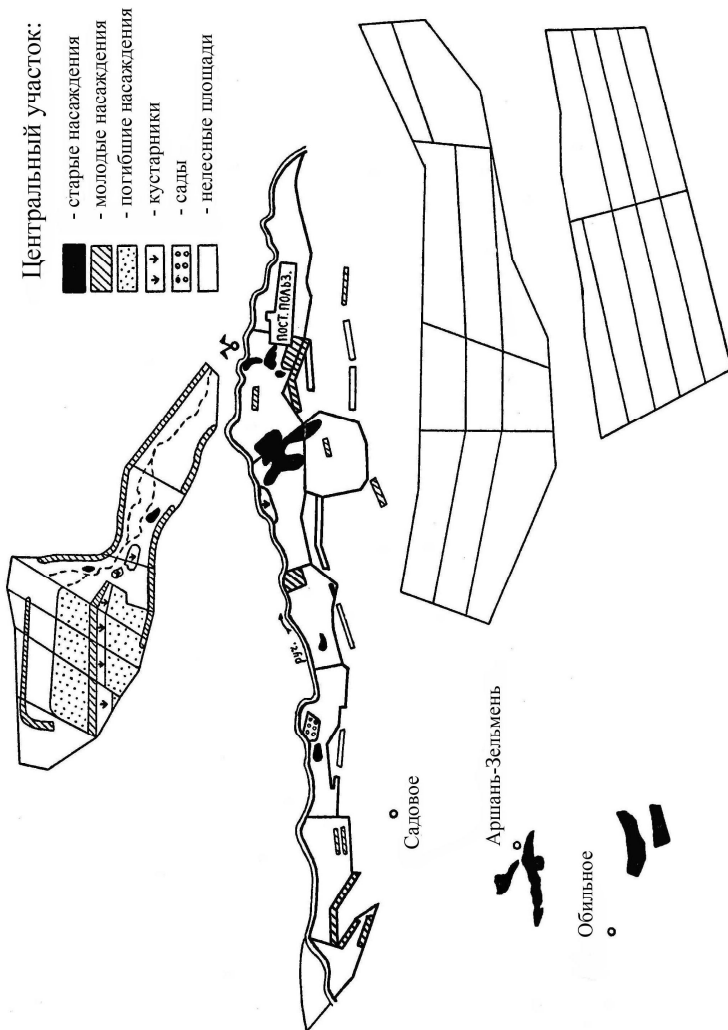 Центральный участок:
- старые насаждения
- молодые насаждения
- погибшие насаждения
- кустарники
- сады
- нелесные площади
ПОСТ. ПОЛЬЗ.
РУЧ.
Садовое
Аршань-Зельмень
Обильное